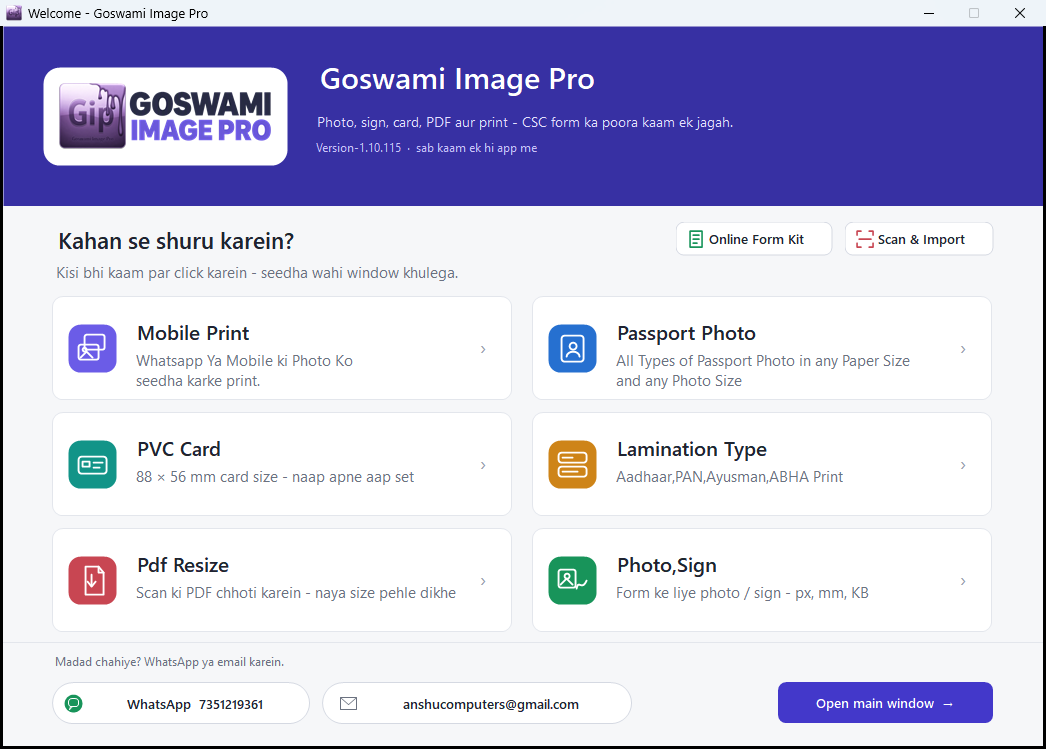 Welcome - Goswami Image Pro
Gip GOSWAMI
IMAGE PRO
Goswami Image Pro
Photo, sign, card, PDF aur print - CSC form ka poora kaam ek jagah.
Version-1.10.115 · sab kaam ek hi app me
Kahan se shuru karein?
Kisi bhi kaam par click karein - seedha wahi window khulega.
Online Form Kit
Scan & Import
Mobile Print
Whatsapp Ya Mobile ki Photo Ko
seedha karke print.
Passport Photo
All Types of Passport Photo in any Paper Size
and any Photo Size
PVC Card
88 × 56 mm card size - naap apne aap set
Lamination Type
Aadhaar,PAN,Ayusman,ABHA Print
Pdf Resize
Scan ki PDF chhoti karein - naya size pehle dikhe
Photo,Sign
Form ke liye photo / sign - px, mm, KB
Madad chahiye? WhatsApp ya email karein.
WhatsApp 7351219361
anshucomputers@gmail.com
Open main window →